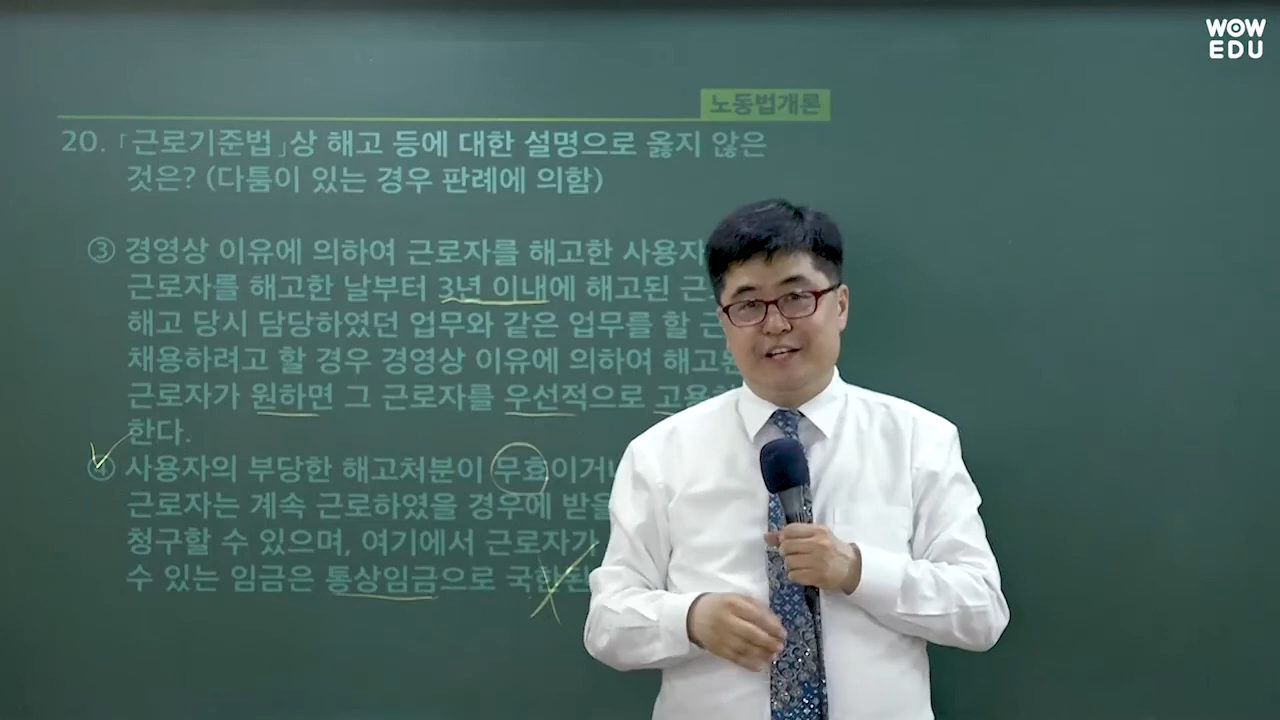 WOW
EDU
노동법개론
20. 「근로기준법」상 해고 등에 대한 설명으로 옳지 않은
것은? (다툼이 있는 경우 판례에 의함)
③ 경영상 이유에 의하여 근로자를 해고한 사용자
근로자를 해고한 날부터 3년 이내에 해고된 근
해고 당시 담당하였던 업무와 같은 업무를 할 근
채용하려고 할 경우 경영상 이유에 의하여 해고된
근로자가 원하면 그 근로자를 우선적으로 고용
한다.
④ 사용자의 부당한 해고처분이 무효이거나
근로자는 계속 근로하였을 경우에 받을
청구할 수 있으며, 여기에서 근로자가
수 있는 임금은 통상임금으로 국한된